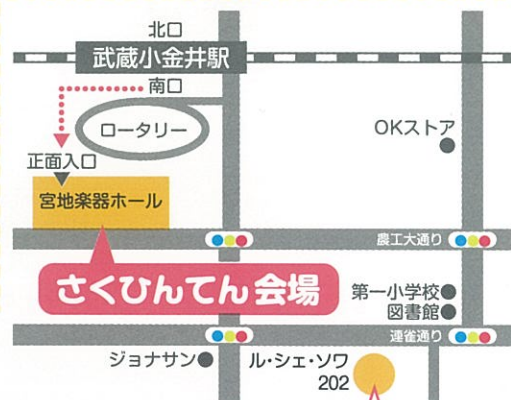 北口
武蔵小金井駅
南口
ロータリー
OKストア
正面入口
宮地楽器ホール
農工大通り
さくひんてん会場
第一小学校
図書館
連雀通り
ジョナサン
ル・シェ・ソワ
202